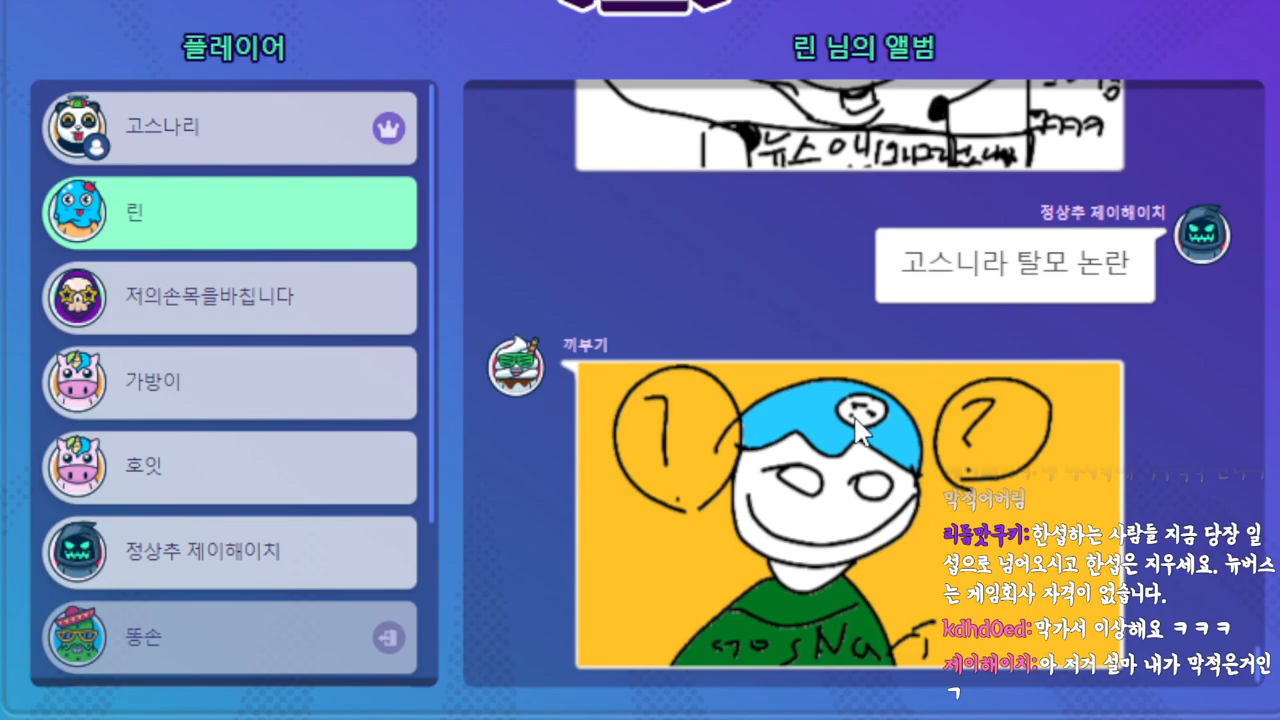 플레이어
린 님의 앨범
고스나리
린
저의손목을바칩니다
가방이
호잇
정상추 제이해이치
똥손
뉴스
ㅋㅋㅋ
정상추 제이해이치
고스니라 탈모 논란
끼부기
?
?
GosNa
막적어버림
리듬맛쿠키:한섭하는 사람들 지금 당장 일
섭으로 넘어오시고 한섭은 지우세요. 뉴버스
는 게임회사 자격이 없습니다.
kdhd0ed:막가서 이상해요 ㅋㅋㅋ
제이해이치:아 저거 설마 내가 막적은거인
ㄱ